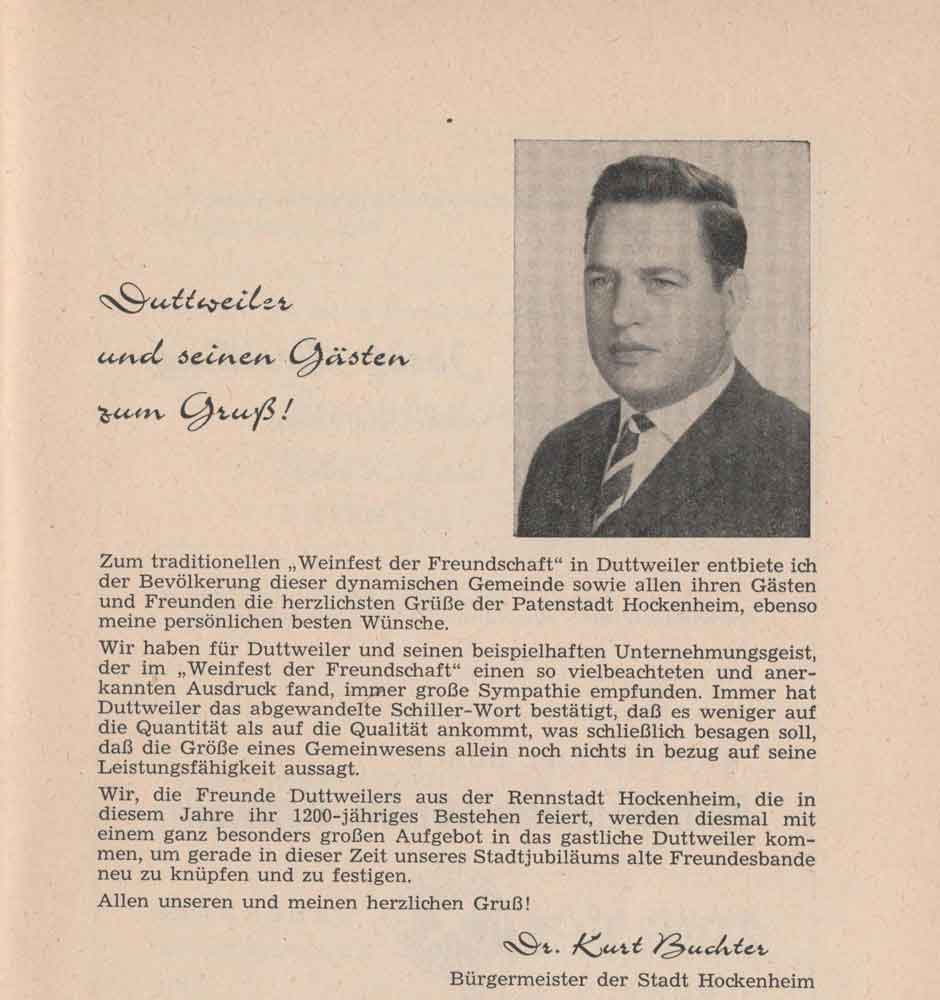 Duttweiler
und seinen Gästen
zum Gruß!
Zum traditionellen „Weinfest der Freundschaft“ in Duttweiler entbiete ich
der Bevölkerung dieser dynamischen Gemeinde sowie allen ihren Gästen
und Freunden die herzlichsten Grüße der Patenstadt Hockenheim, ebenso
meine persönlichen besten Wünsche.
Wir haben für Duttweiler und seinen beispielhaften Unternehmungsgeist,
der im „Weinfest der Freundschaft“ einen so vielbeachteten und aner-
kannten Ausdruck fand, immer große Sympathie empfunden. Immer hat
Duttweiler das abgewandelte Schiller-Wort bestätigt, daß es weniger auf
die Quantität als auf die Qualität ankommt, was schließlich besagen soll,
daß die Größe eines Gemeinwesens allein noch nichts in bezug auf seine
Leistungsfähigkeit aussagt.
Wir, die Freunde Duttweilers aus der Rennstadt Hockenheim, die in
diesem Jahre ihr 1200-jähriges Bestehen feiert, werden diesmal mit
einem ganz besonders großen Aufgebot in das gastliche Duttweiler kom-
men, um gerade in dieser Zeit unseres Stadtjubiläums alte Freundesbande
neu zu knüpfen und zu festigen.
Allen unseren und meinen herzlichen Gruß!
Dr. Kurt Buchter
Bürgermeister der Stadt Hockenheim